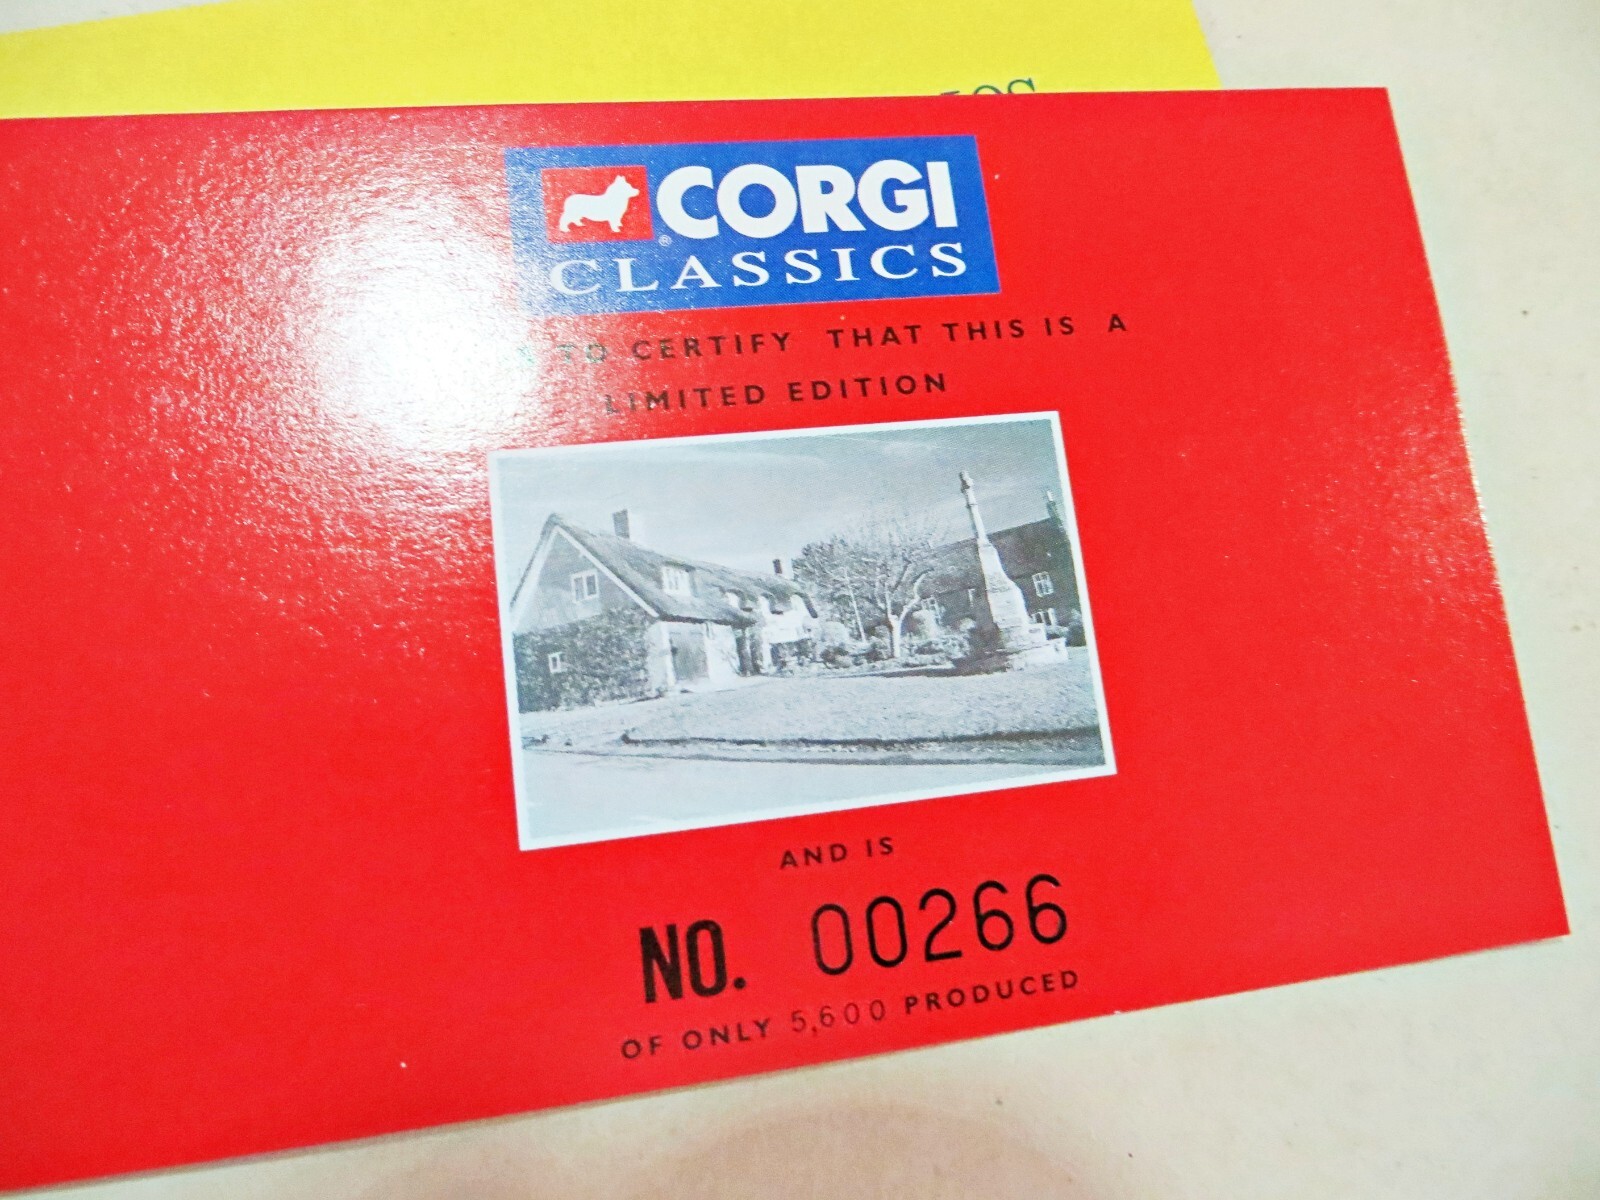 CORGI
CLASSICS
TO CERTIFY THAT THIS IS A
LIMITED EDITION
AND IS
NO. 00266
OF ONLY 5,600 PRODUCED